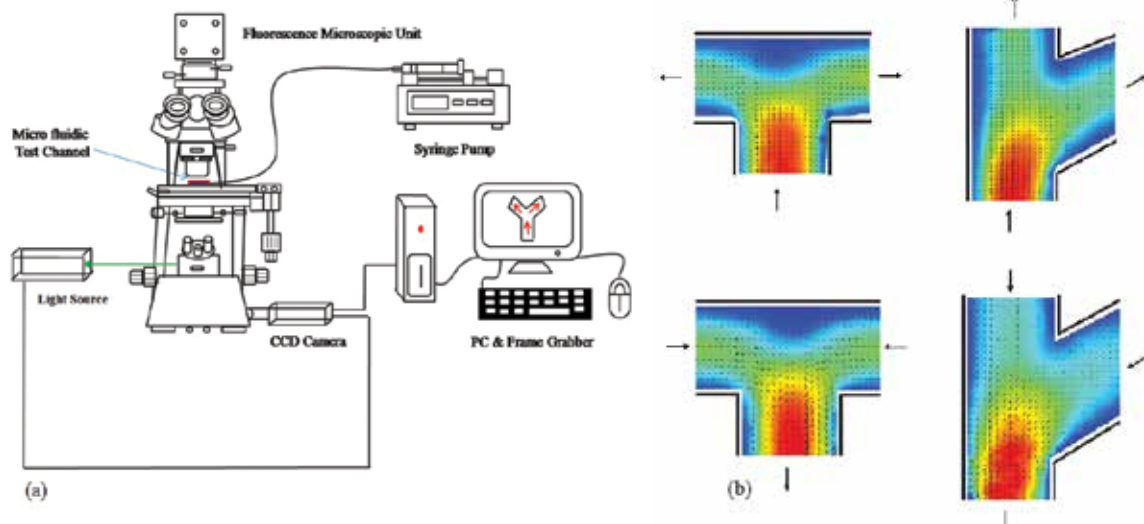 Fluorescence Microscopic Unit
Micro fluidic
Test Channel
Syringe Pump
Light Source
CCD Camera
PC & Frame Grabber
(a)
(b)